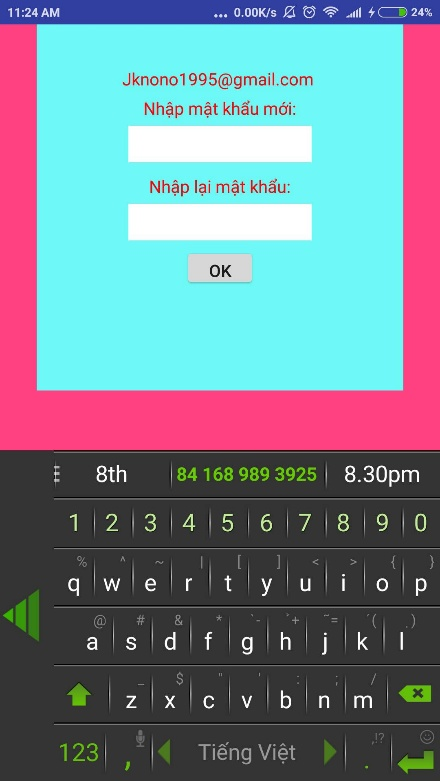 11:24 AM ... 0.00K/s 24%
Jknono1995@gmail.com
Nhập mật khẩu mới:
Nhập lại mật khẩu:
OK
8th 84 168 989 3925 8.30pm
1 2 3 4 5 6 7 8 9 0
% ^ ~ | [ ] < > { }
q w e r t y u i o p
@ # & * - + = ( )
a s d f g h j k l
_ $ " ' : ; /
z x c v b n m
,!?
123 , Tiếng Việt .